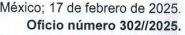 México; 17 de febrero de 2025.
Oficio número 302//2025.